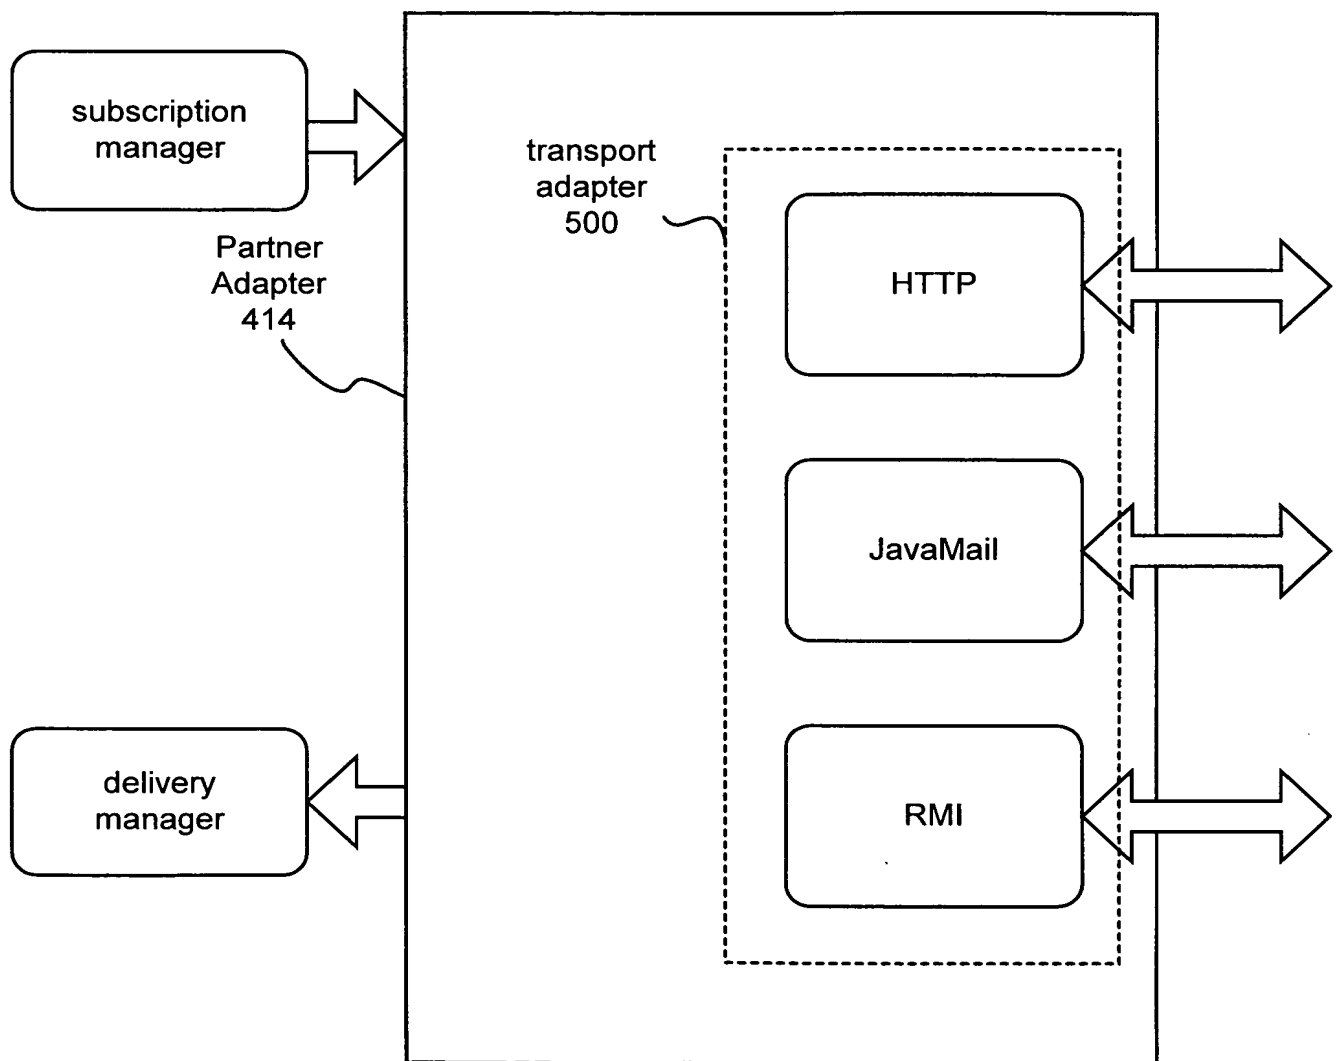 subscription
manager
Partner
Adapter
414
transport
adapter
500
HTTP
JavaMail
RMI
delivery
manager